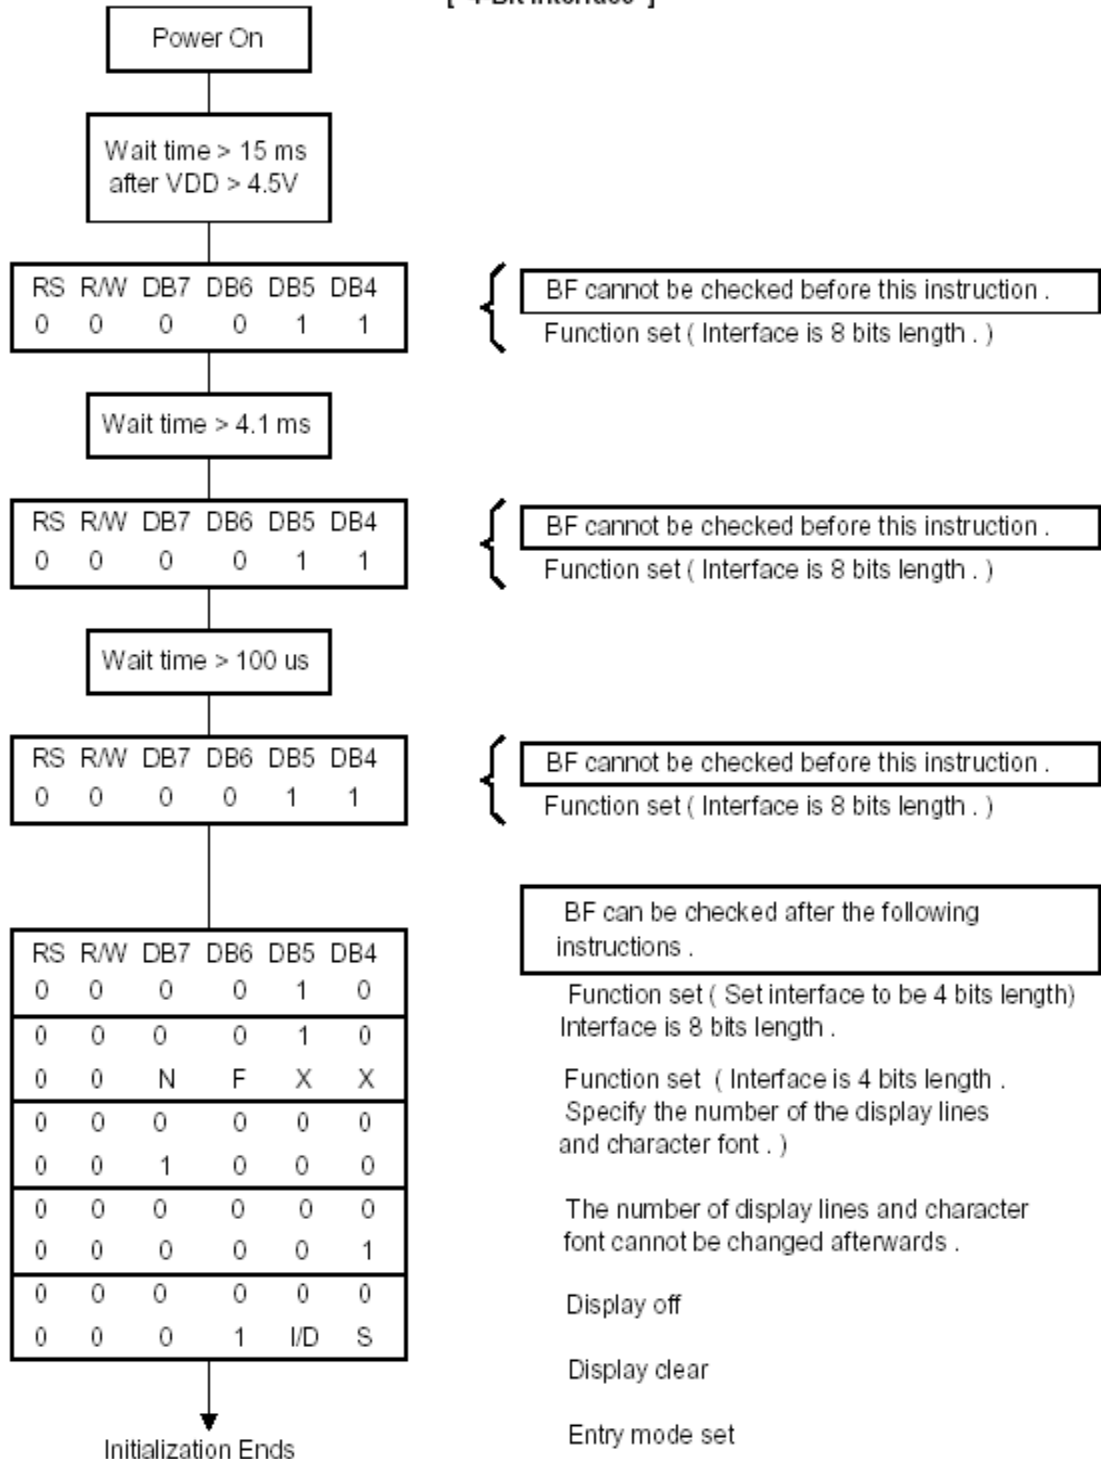 [ 4-Bit Interface ]
Power On
Wait time > 15 ms
after VDD > 4.5V
RS R/W DB7 DB6 DB5 DB4
0 0 0 0 1 1
BF cannot be checked before this instruction .
Function set ( Interface is 8 bits length . )
Wait time > 4.1 ms
RS R/W DB7 DB6 DB5 DB4
0 0 0 0 1 1
BF cannot be checked before this instruction .
Function set ( Interface is 8 bits length . )
Wait time > 100 us
RS R/W DB7 DB6 DB5 DB4
0 0 0 0 1 1
BF cannot be checked before this instruction .
Function set ( Interface is 8 bits length . )
RS R/W DB7 DB6 DB5 DB4
0 0 0 0 1 0
0 0 0 0 1 0
0 0 N F X X
0 0 0 0 0 0
0 0 1 0 0 0
0 0 0 0 0 0
0 0 0 0 0 1
0 0 0 0 0 0
0 0 0 1 I/D S
BF can be checked after the following
instructions .
Function set ( Set interface to be 4 bits length)
Interface is 8 bits length .
Function set ( Interface is 4 bits length .
Specify the number of the display lines
and character font . )
The number of display lines and character
font cannot be changed afterwards .
Display off
Display clear
Entry mode set
Initialization Ends